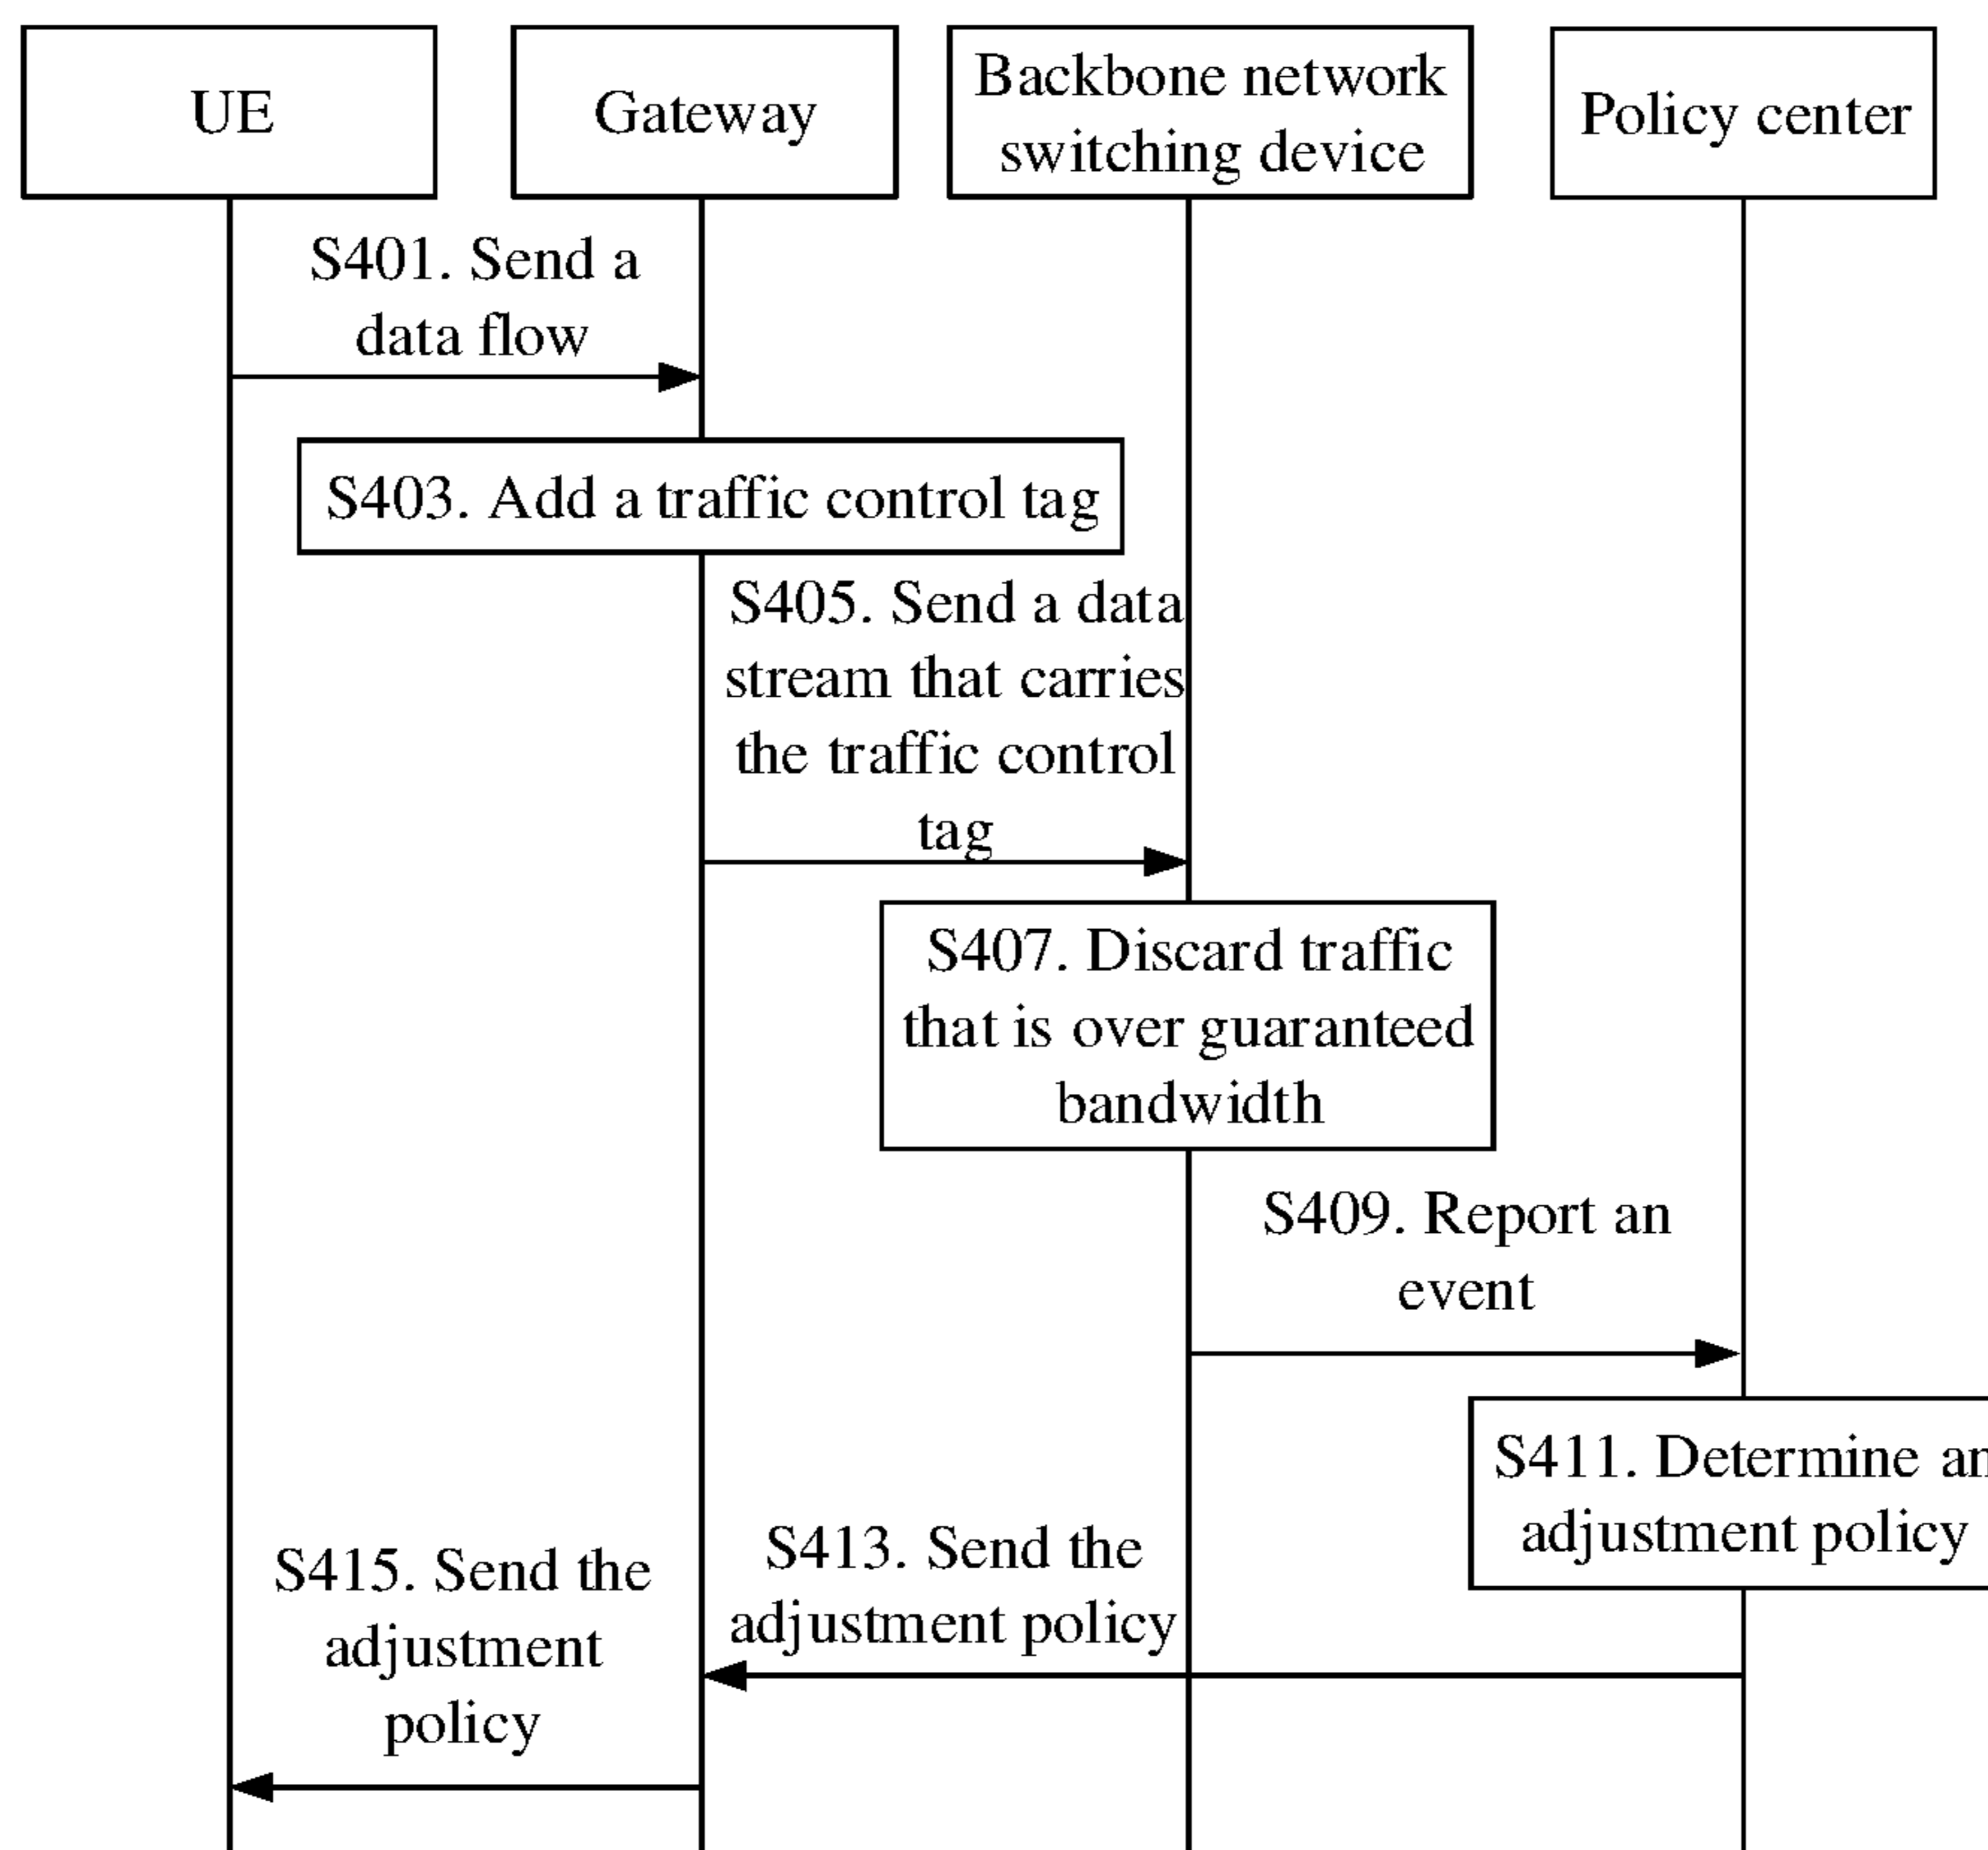 UE
Gateway
Backbone network
switching device
Policy center
S401. Send a
data flow
S403. Add a traffic control tag
S405. Send a data
stream that carries
the traffic control
tag
S407. Discard traffic
that is over guaranteed
bandwidth
S409. Report an
event
S411. Determine an
adjustment policy
S413. Send the
adjustment policy
S415. Send the
adjustment
policy